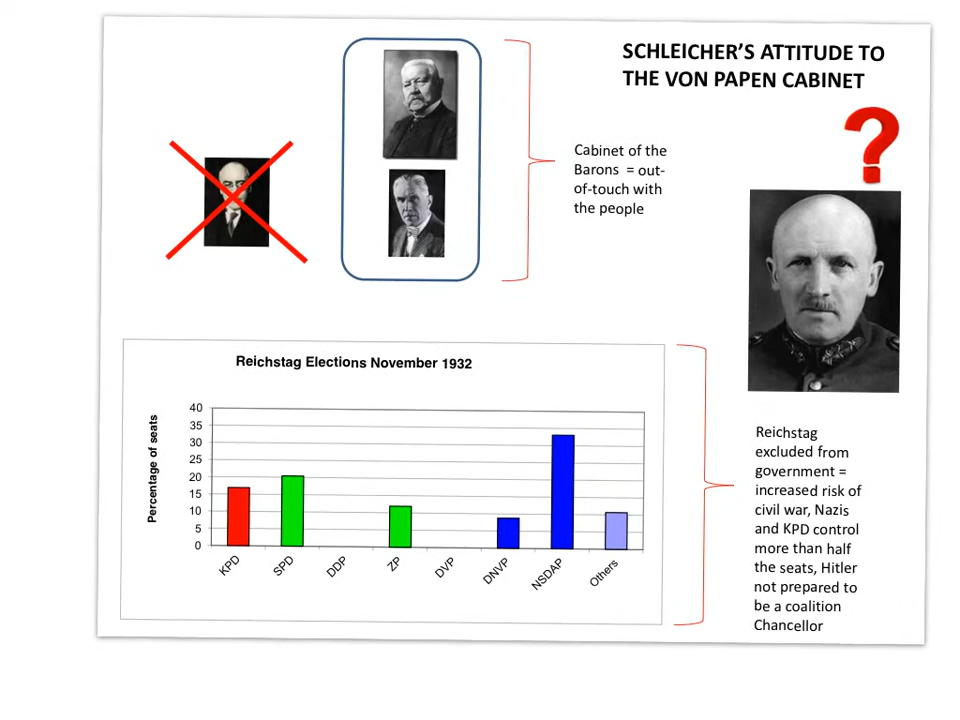 SCHLEICHER'S ATTITUDE TO
THE VON PAPEN CABINET
Cabinet of the
Barons = out-
of-touch with
the people
Reichstag Elections November 1932
Percentage of seats
40
35
30
25
20
15
10
5
0
KPD
SPD
DDP
ZP
DVP
DNVP
NSDAP
Others
Reichstag
excluded from
government =
increased risk of
civil war, Nazis
and KPD control
more than half
the seats, Hitler
not prepared to
be a coalition
Chancellor